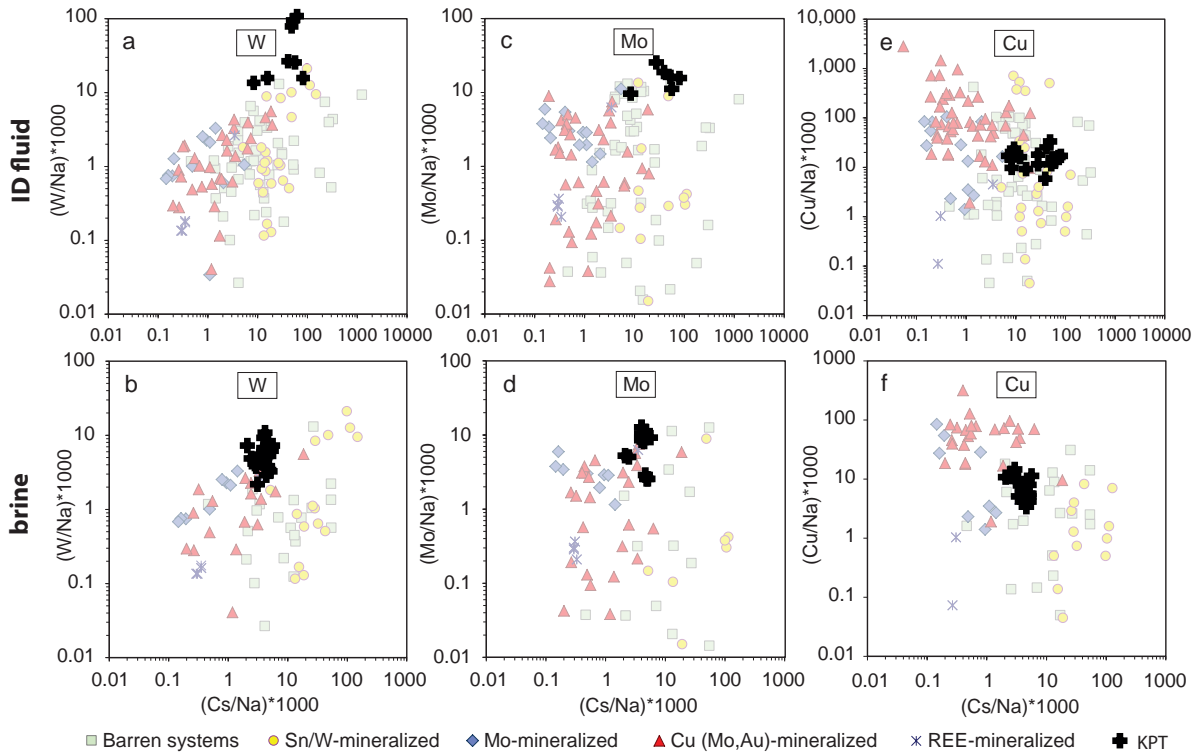 ID fluid
a
W
(W/Na)*1000
100
10
1
0.1
0.01
0.01 0.1 1 10 100 1000 10000
c
Mo
(Mo/Na)*1000
100
10
1
0.1
0.01
0.01 0.1 1 10 100 1000 10000
e
Cu
(Cu/Na)*1000
10,000
1,000
100
10
1
0.1
0.01
0.01 0.1 1 10 100 1000 10000
brine
b
W
(W/Na)*1000
100
10
1
0.1
0.01
0.01 0.1 1 10 100 1000
(Cs/Na)*1000
d
Mo
(Mo/Na)*1000
100
10
1
0.1
0.01
0.01 0.1 1 10 100 1000
(Cs/Na)*1000
f
Cu
(Cu/Na)*1000
1000
100
10
1
0.1
0.01
0.01 0.1 1 10 100 1000
(Cs/Na)*1000
Barren systems Sn/W-mineralized Mo-mineralized Cu (Mo,Au)-mineralized REE-mineralized KPT